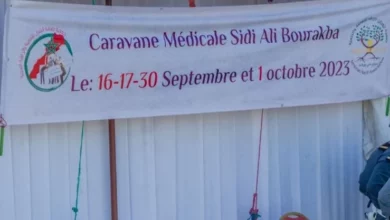 Caravane Médicale Sidi Ali Bourakba
Le: 16-17-30 Septembre et 1 octobre 2023